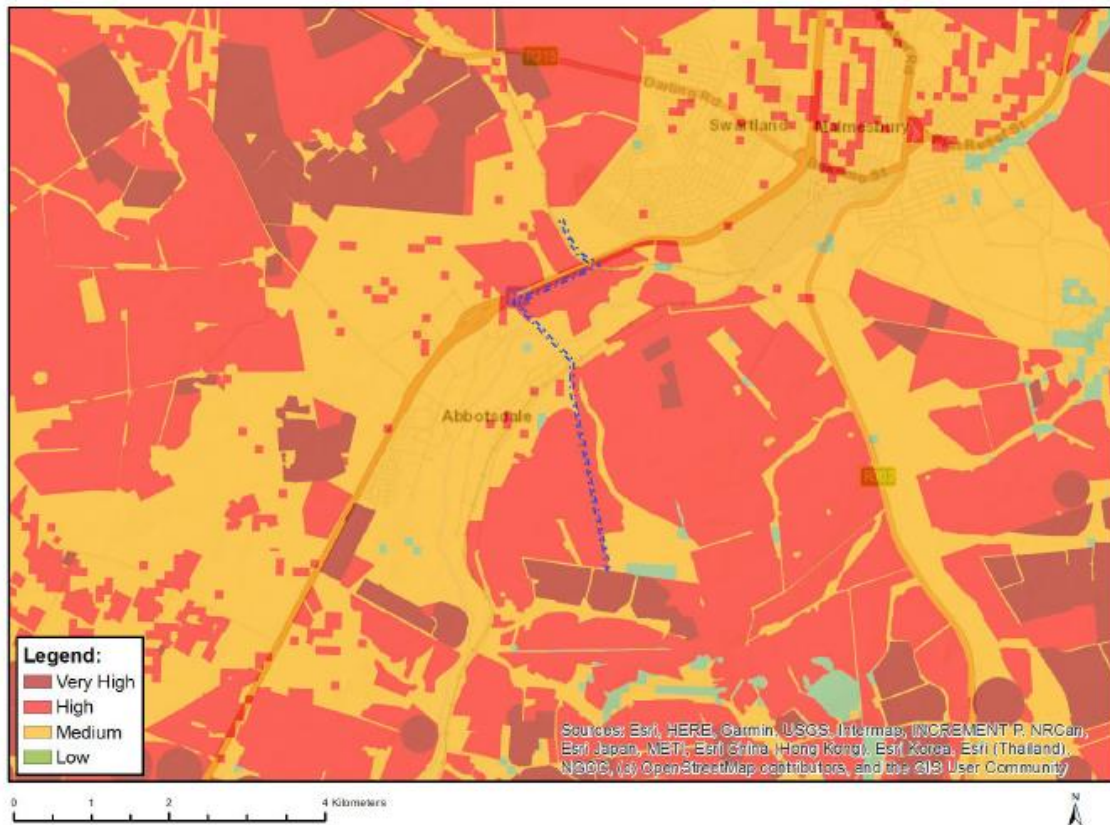 Darling Rd
Swartland
Malmesbury
Abbotsdale
Legend:
Very High
High
Medium
Low
Sources: Esri, HERE, Garmin, USGS, Intermap, INCREMENT P, NRCan,
Esri Japan, METI, Esri China (Hong Kong), Esri Korea, Esri (Thailand),
NGCC, (c) OpenStreetMap contributors, and the GIS User Community
0 1 2 4 Kilometers
N